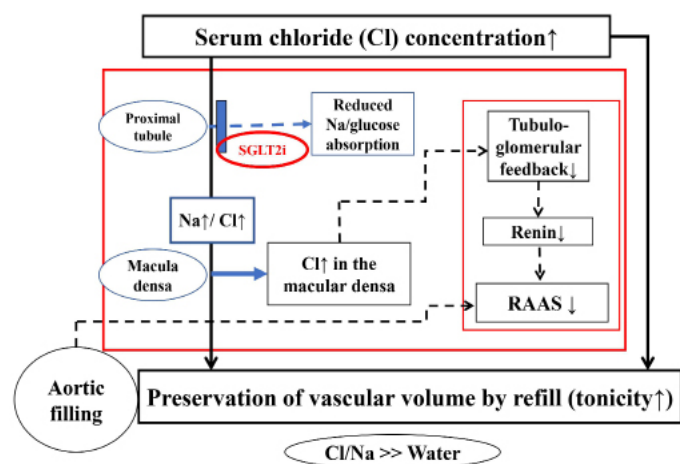 Serum chloride (Cl) concentration↑
Proximal
tubule
SGLT2i
Reduced
Na/glucose
absorption
Tubulo-
glomerular
feedback↓
Na↑/ Cl↑
Renin↓
Macula
densa
Cl↑ in the
macular densa
RAAS ↓
Aortic
filling
Preservation of vascular volume by refill (tonicity↑)
Cl/Na >> Water